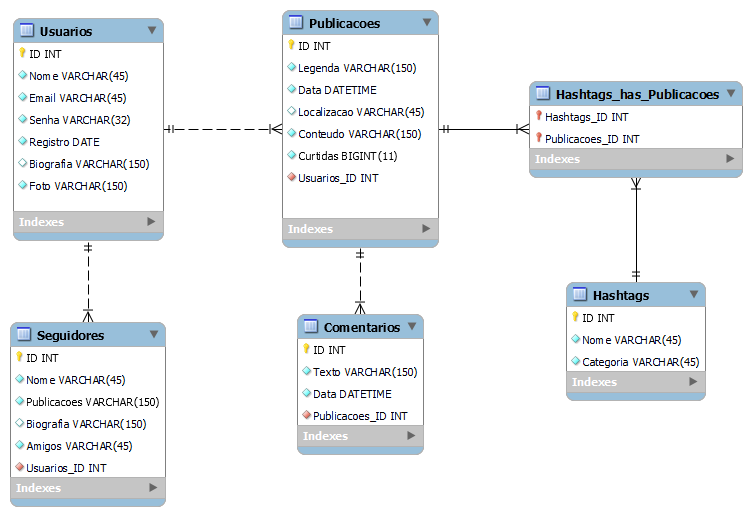 Usuarios
ID INT
Nome VARCHAR(45)
Email VARCHAR(45)
Senha VARCHAR(32)
Registro DATE
Biografia VARCHAR(150)
Foto VARCHAR(150)
Indexes
Publicacoes
ID INT
Legenda VARCHAR(150)
Data DATETIME
Localizacao VARCHAR(45)
Conteudo VARCHAR(150)
Curtidas BIGINT(11)
Usuarios_ID INT
Indexes
Hashtags_has_Publicacoes
Hashtags_ID INT
Publicacoes_ID INT
Indexes
Seguidores
ID INT
Nome VARCHAR(45)
Publicacoes VARCHAR(150)
Biografia VARCHAR(150)
Amigos VARCHAR(45)
Usuarios_ID INT
Indexes
Comentarios
ID INT
Texto VARCHAR(150)
Data DATETIME
Publicacoes_ID INT
Indexes
Hashtags
ID INT
Nome VARCHAR(45)
Categoria VARCHAR(45)
Indexes